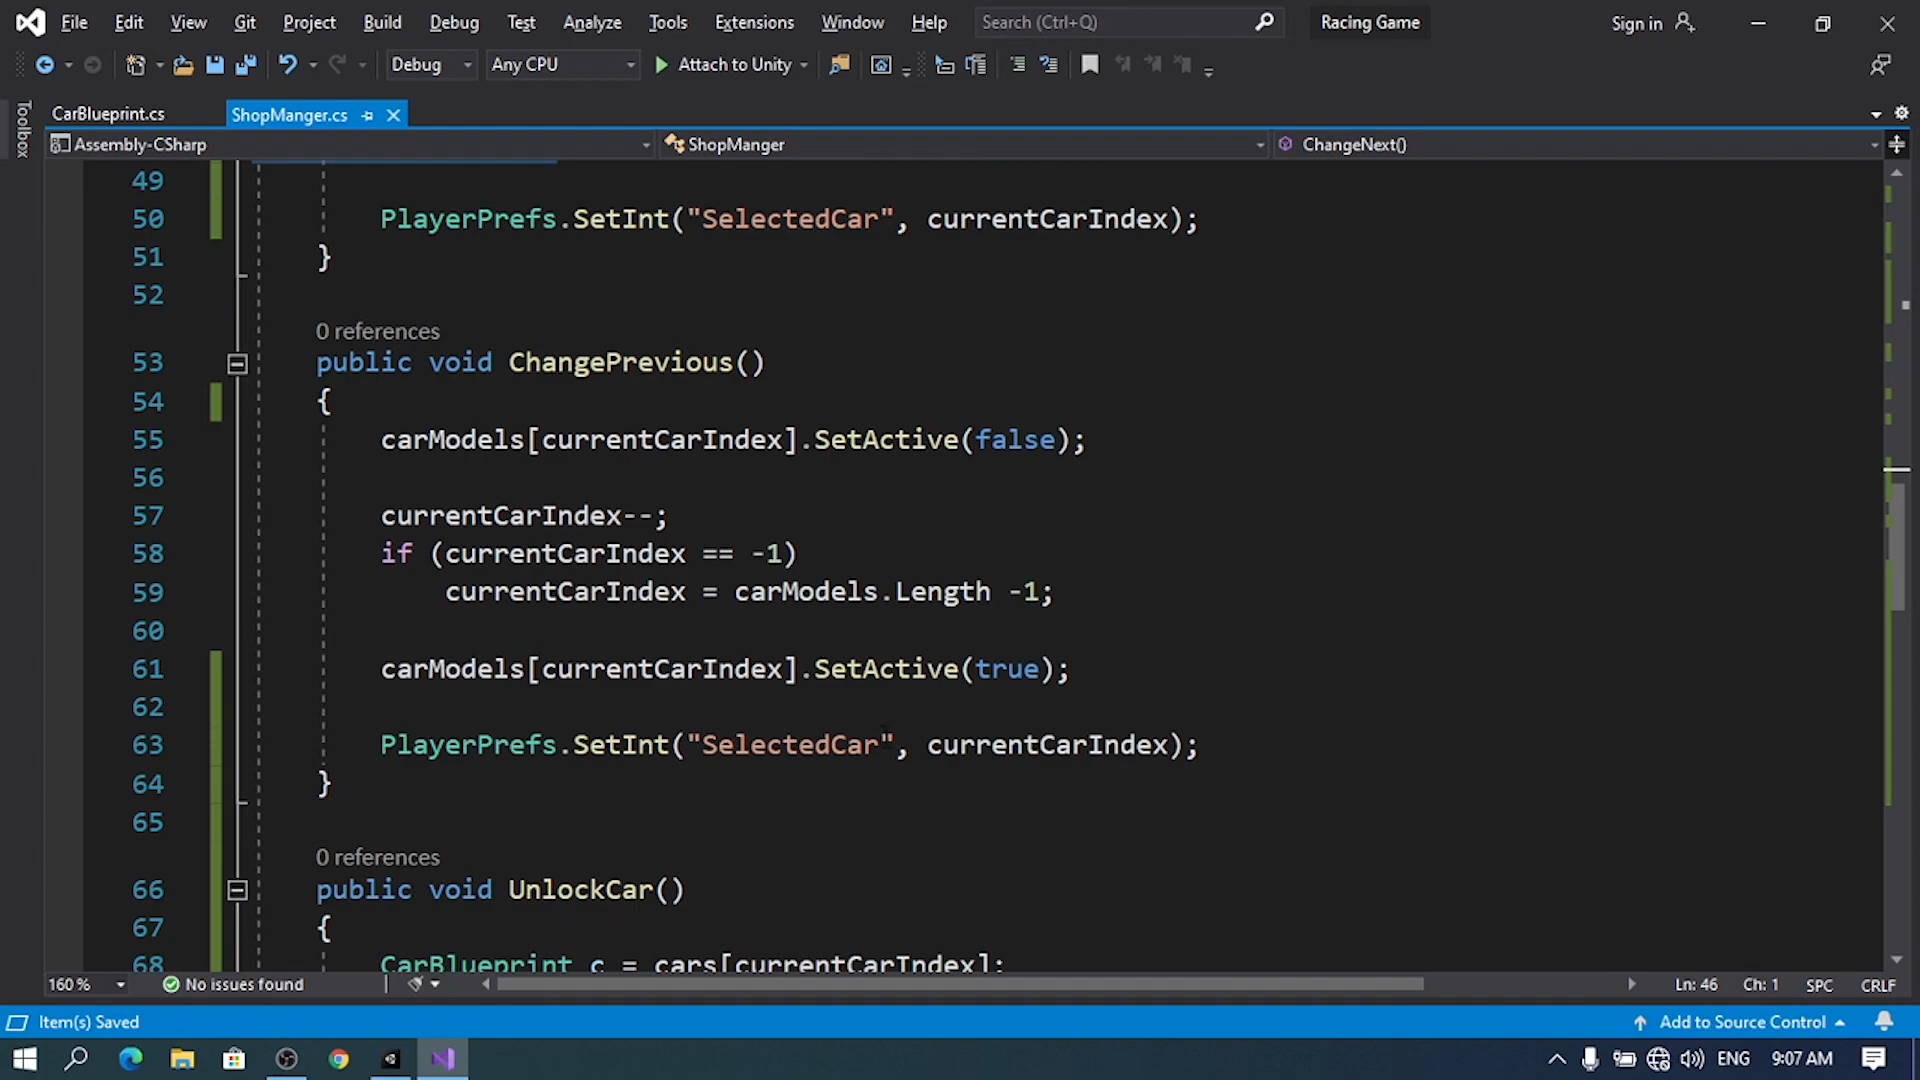 File Edit View Git Project Build Debug Test Analyze Tools Extensions Window Help Search (Ctrl+Q) Racing Game Sign in
Debug Any CPU Attach to Unity
Toolbox
CarBlueprint.cs ShopManger.cs
Assembly-CSharp ShopManger ChangeNext()
49
50 PlayerPrefs.SetInt("SelectedCar", currentCarIndex);
51 }
52
0 references
53 public void ChangePrevious()
54 {
55 carModels[currentCarIndex].SetActive(false);
56
57 currentCarIndex--;
58 if (currentCarIndex == -1)
59 currentCarIndex = carModels.Length -1;
60
61 carModels[currentCarIndex].SetActive(true);
62
63 PlayerPrefs.SetInt("SelectedCar", currentCarIndex);
64 }
65
0 references
66 public void UnlockCar()
67 {
68 CarBlueprint c = cars[currentCarIndex];
160 % No issues found Ln: 46 Ch: 1 SPC CRLF
Item(s) Saved Add to Source Control
ENG 9:07 AM